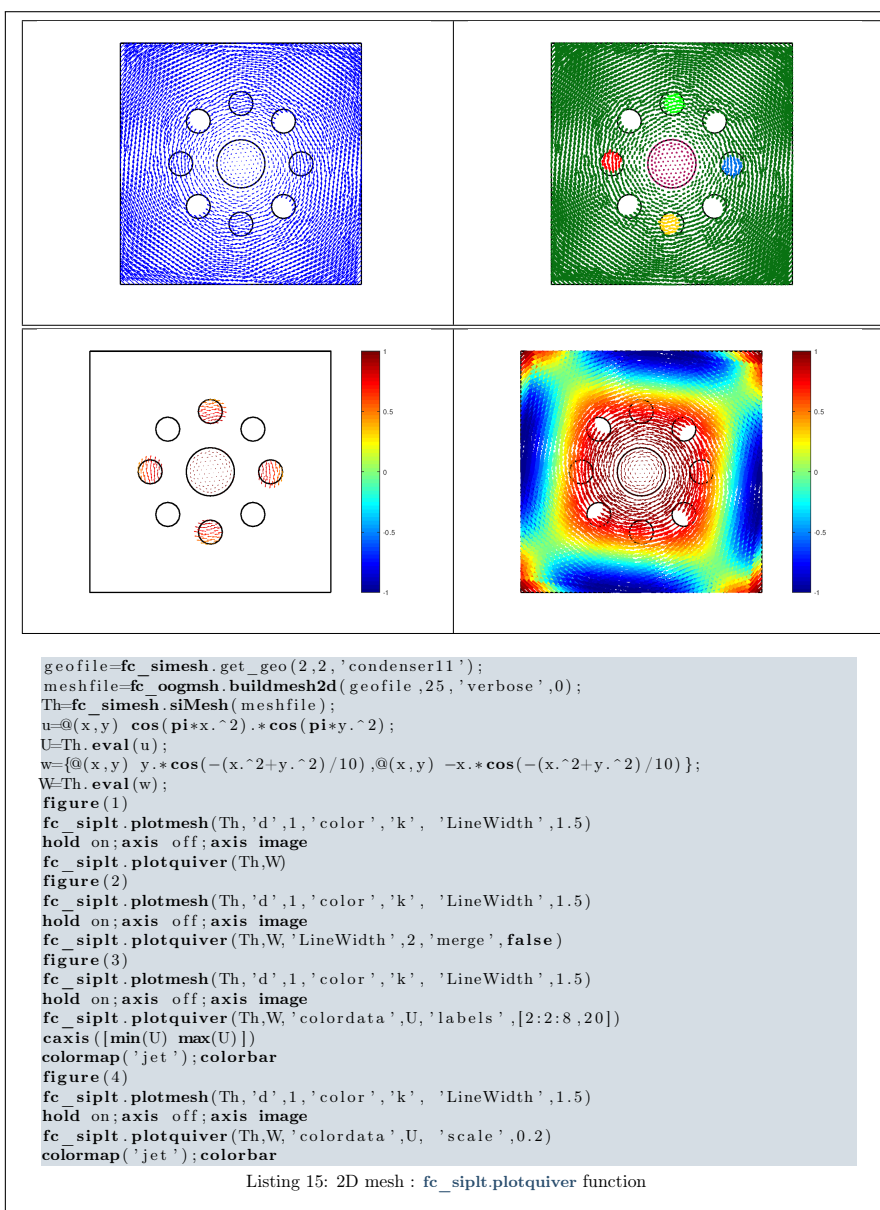 1
0.5
0
-0.5
-1
1
0.5
0
-0.5
-1
geofile=fc_simesh.get_geo(2,2,'condenser11');
meshfile=fc_oogmsh.buildmesh2d(geofile,25,'verbose',0);
Th=fc_simesh.siMesh(meshfile);
u=@(x,y) cos(pi*x.^2).*cos(pi*y.^2);
U=Th.eval(u);
w={@(x,y) y.*cos(-(x.^2+y.^2)/10),@(x,y) -x.*cos(-(x.^2+y.^2)/10)};
W=Th.eval(w);
figure(1)
fc_siplt.plotmesh(Th,'d',1,'color','k', 'LineWidth',1.5)
hold on;axis off;axis image
fc_siplt.plotquiver(Th,W)
figure(2)
fc_siplt.plotmesh(Th,'d',1,'color','k', 'LineWidth',1.5)
hold on;axis off;axis image
fc_siplt.plotquiver(Th,W,'LineWidth',2,'merge',false)
figure(3)
fc_siplt.plotmesh(Th,'d',1,'color','k', 'LineWidth',1.5)
hold on;axis off;axis image
fc_siplt.plotquiver(Th,W,'colordata',U,'labels',[2:2:8,20])
caxis([min(U) max(U)])
colormap('jet');colorbar
figure(4)
fc_siplt.plotmesh(Th,'d',1,'color','k', 'LineWidth',1.5)
hold on;axis off;axis image
fc_siplt.plotquiver(Th,W,'colordata',U, 'scale',0.2)
colormap('jet');colorbar
Listing 15: 2D mesh : fc_siplt.plotquiver function